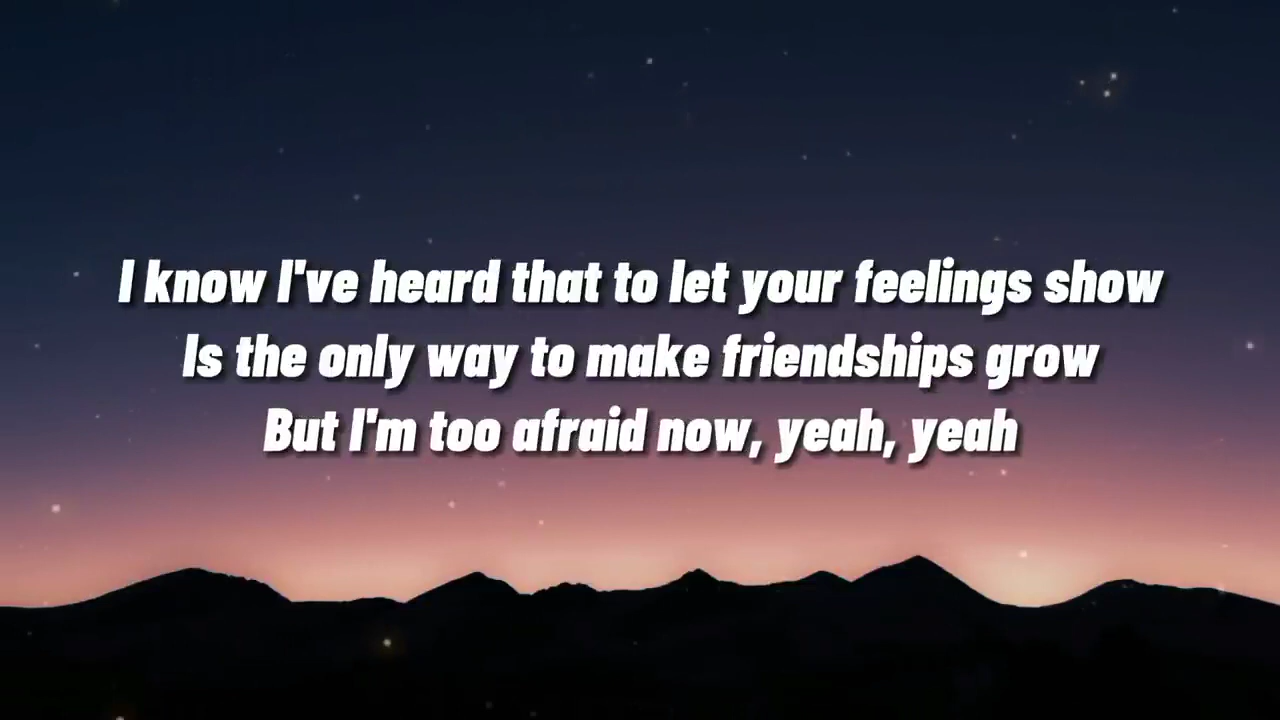 I know I've heard that to let your feelings show
Is the only way to make friendships grow
But I'm too afraid now, yeah, yeah